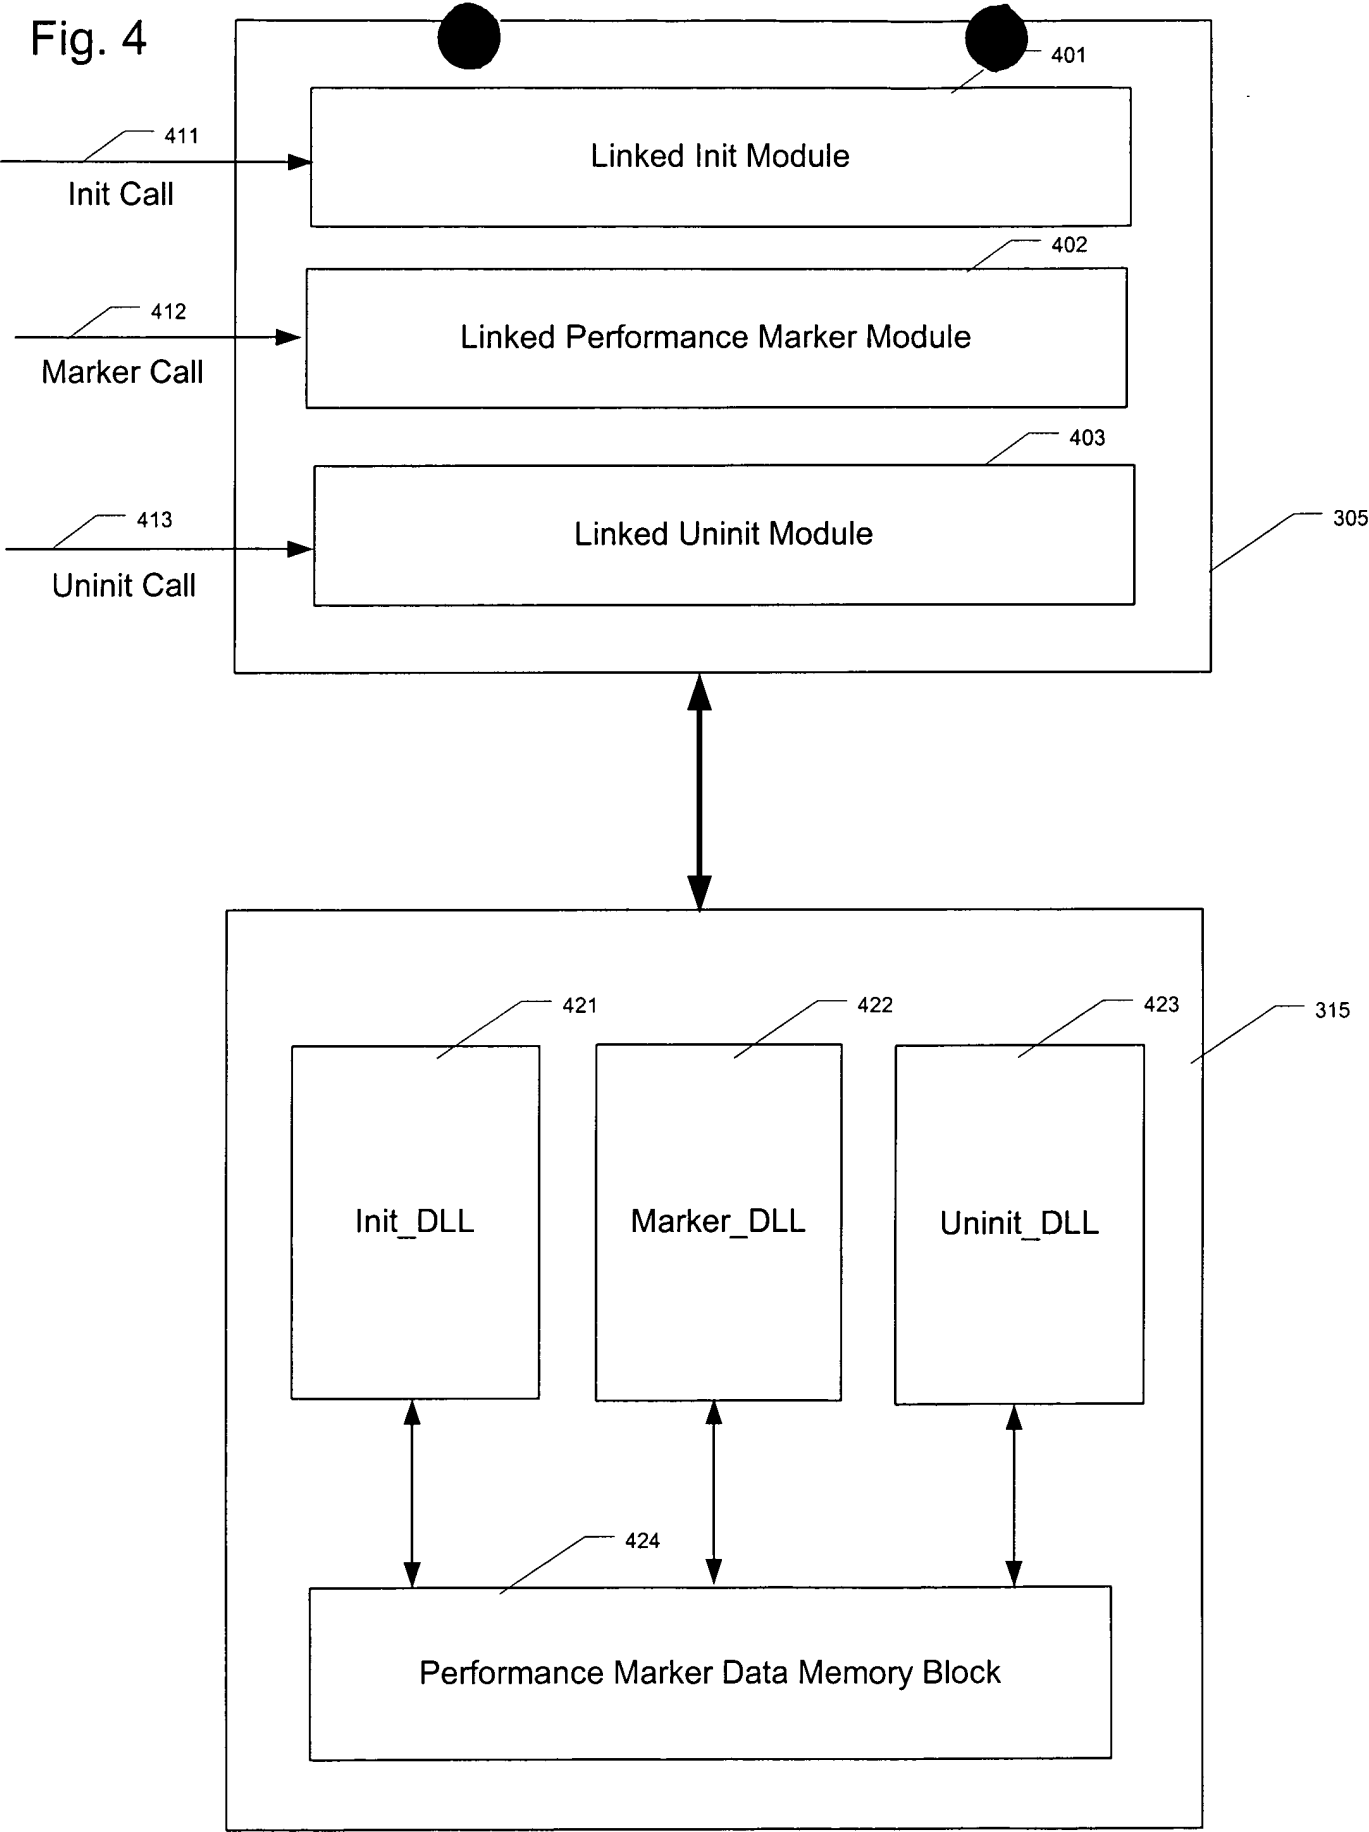 Fig. 4
401
411
Linked Init Module
Init Call
402
412
Linked Performance Marker Module
Marker Call
403
413
305
Linked Uninit Module
Uninit Call
421
422
423
315
Init_DLL
Marker_DLL
Uninit_DLL
424
Performance Marker Data Memory Block